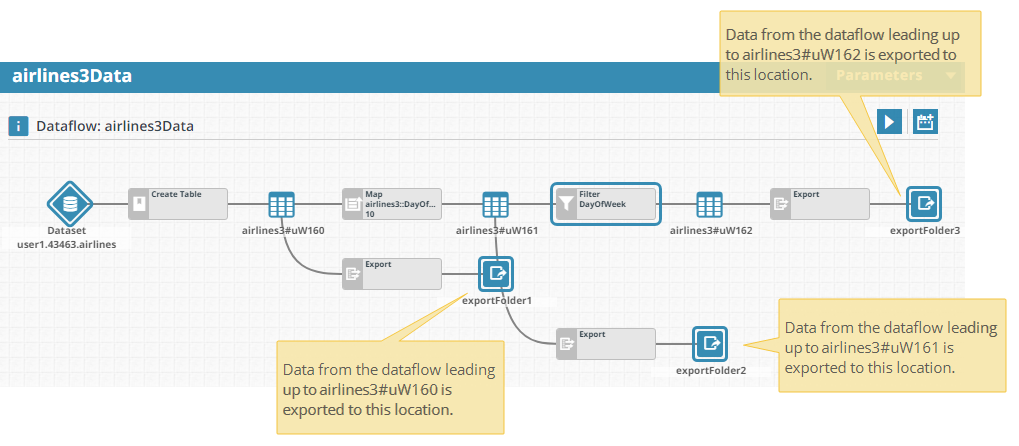 Data from the dataflow leading up
to airlines3#uW162 is exported to
this location.
airlines3Data
Parameters
Dataflow: airlines3Data
Create Table
Map
airlines3::DayOf...
10
Filter
DayOfWeek
Export
Dataset
user1.43463.airlines
airlines3#uW160
airlines3#uW161
airlines3#uW162
exportFolder3
Export
exportFolder1
Export
exportFolder2
Data from the dataflow leading
up to airlines3#uW161 is
exported to this location.
Data from the dataflow leading
up to airlines3#uW160 is
exported to this location.